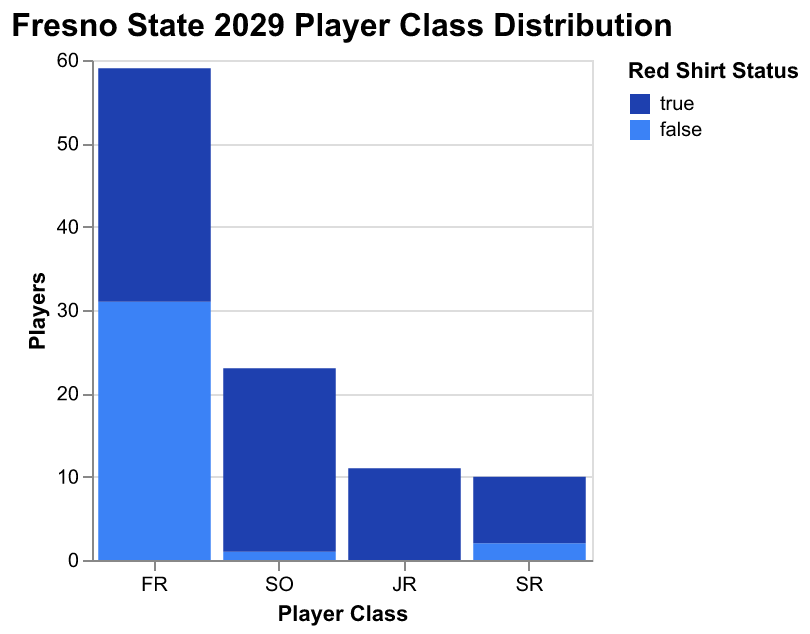 Fresno State 2029 Player Class Distribution
Red Shirt Status
true
false
Players
60
50
40
30
20
10
0
FR SO JR SR
Player Class